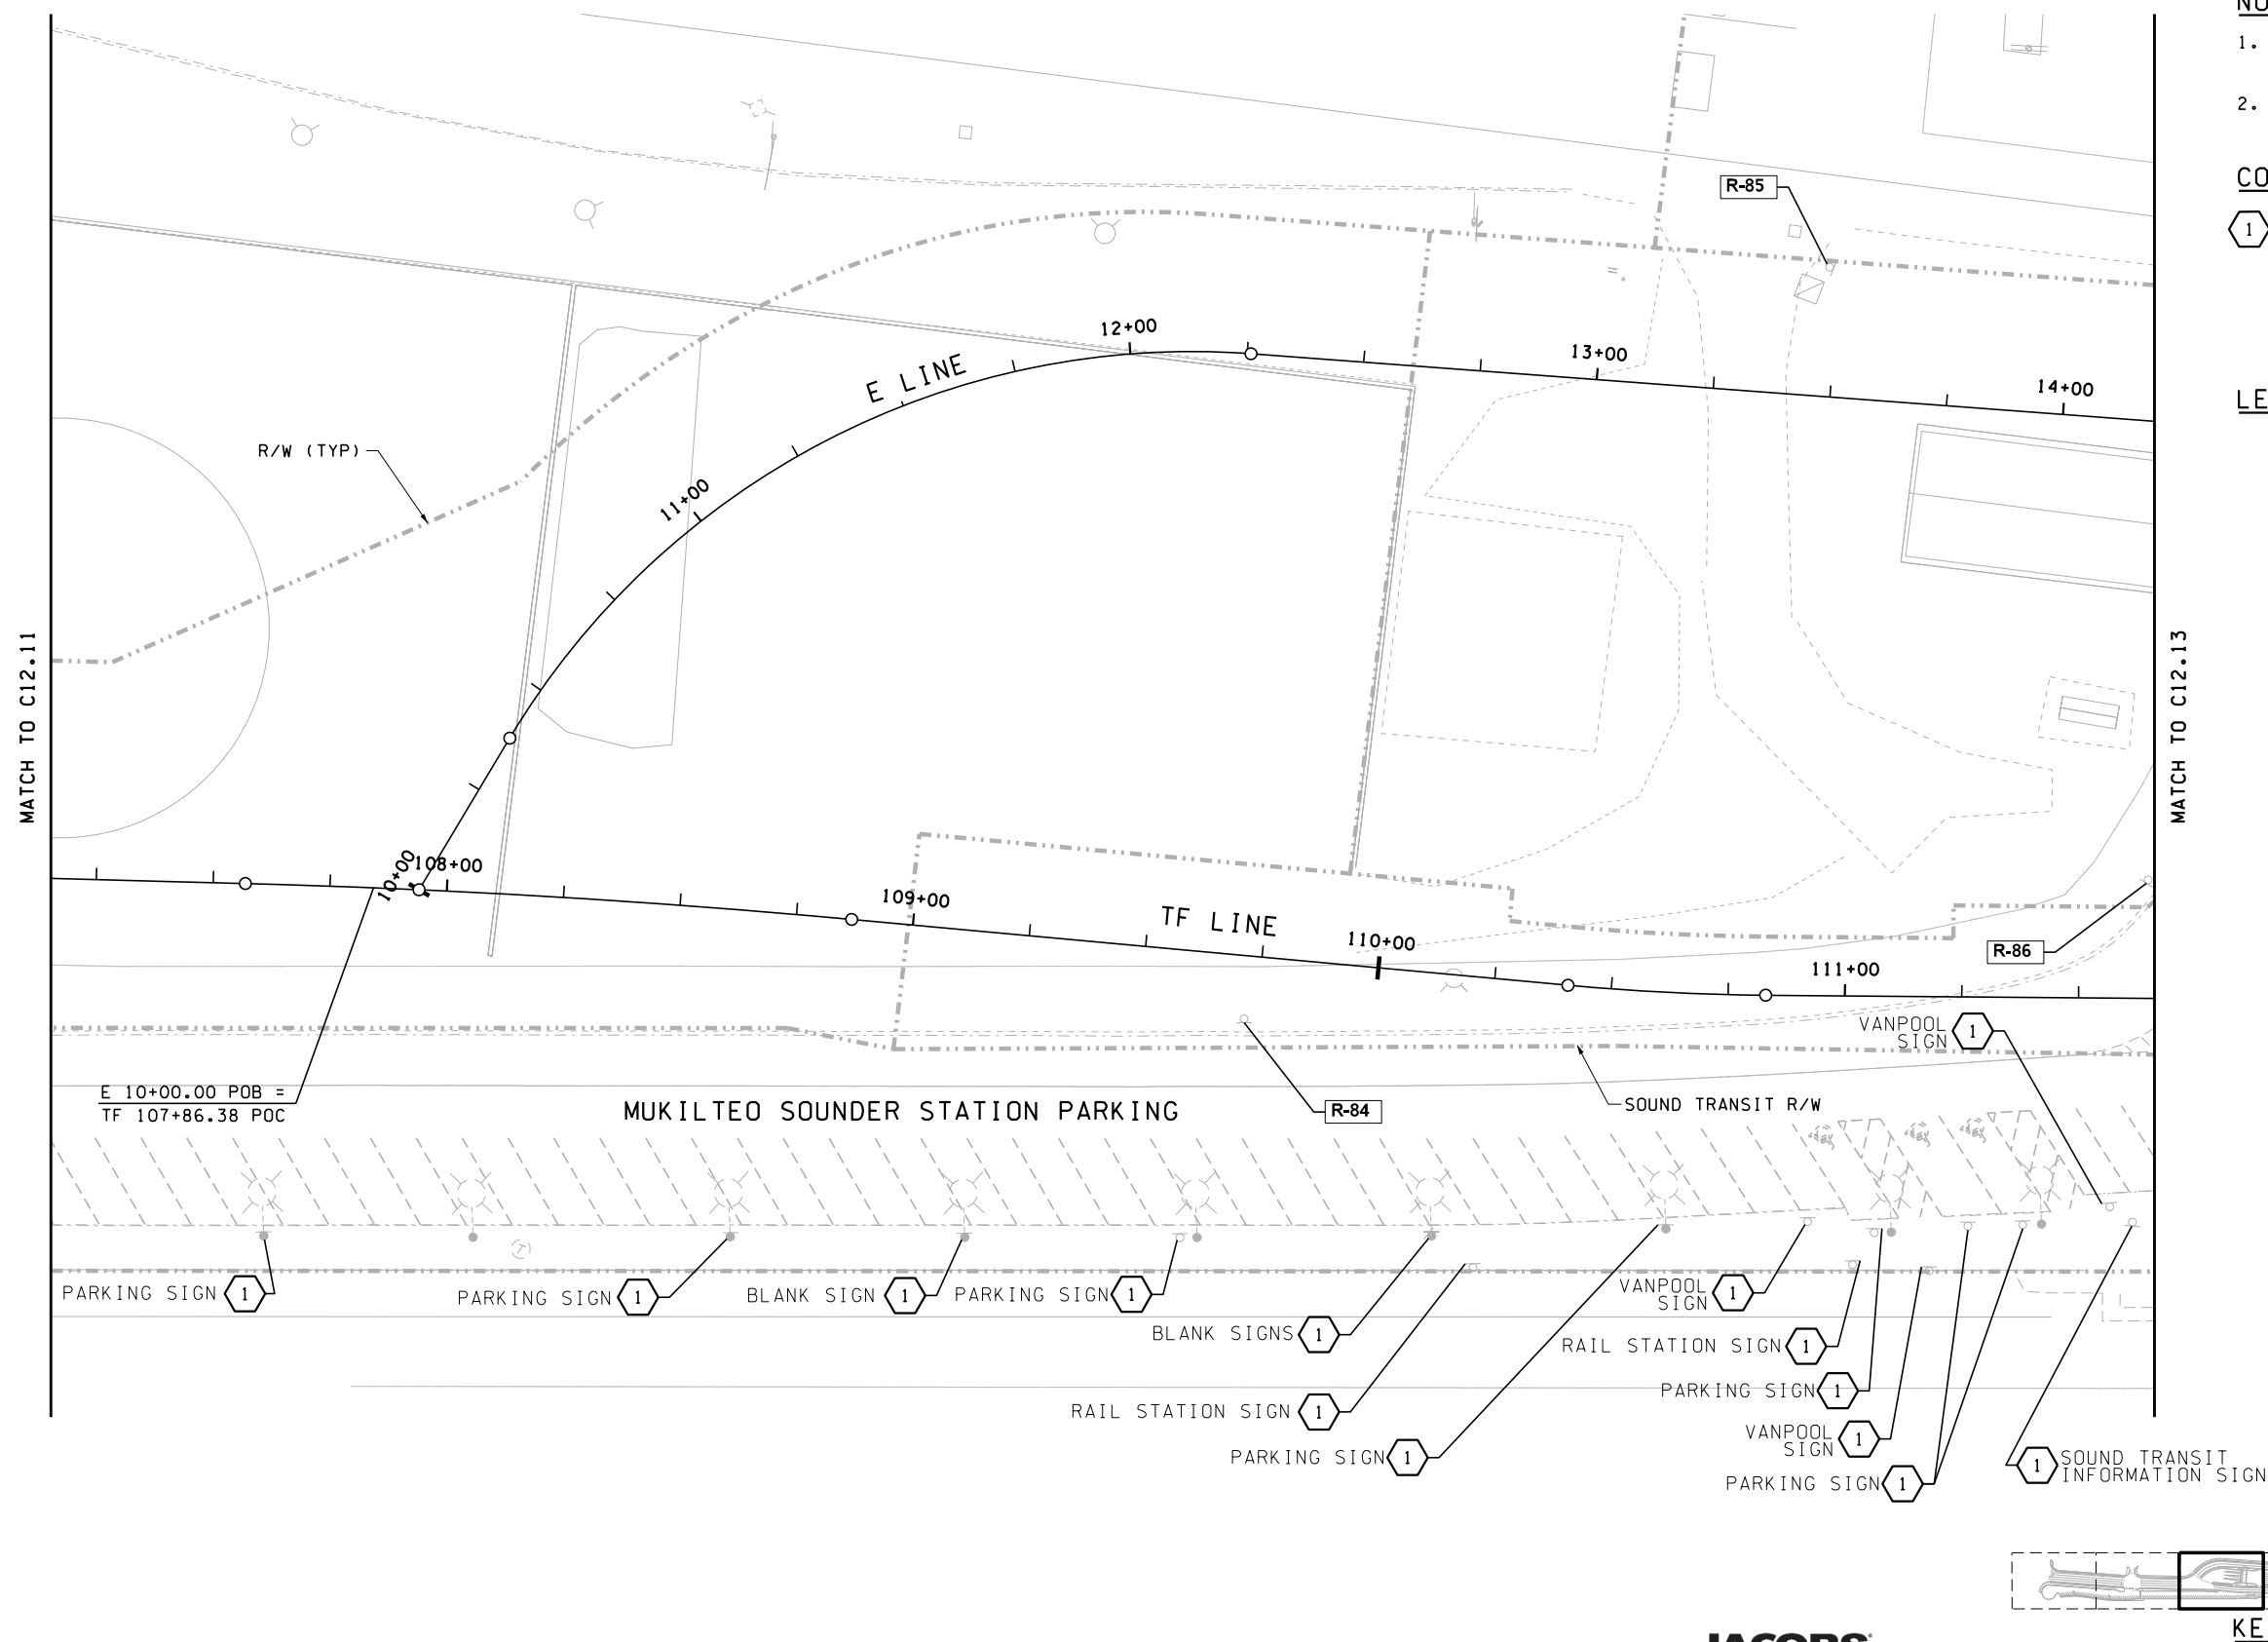 NO
1.
2.
CO
1
LE
R-85
12+00
13+00
14+00
E LINE
R/W (TYP)
11+00
MATCH TO C12.11
MATCH TO C12.13
10+00
108+00
109+00
TF LINE
110+00
111+00
R-86
VANPOOL
SIGN
1
E 10+00.00 POB =
TF 107+86.38 POC
MUKILTEO SOUNDER STATION PARKING
R-84
SOUND TRANSIT R/W
PARKING SIGN 1
PARKING SIGN 1
BLANK SIGN 1
PARKING SIGN 1
VANPOOL
SIGN
1
BLANK SIGNS 1
RAIL STATION SIGN 1
PARKING SIGN 1
RAIL STATION SIGN 1
VANPOOL
SIGN
1
PARKING SIGN 1
PARKING SIGN 1
1 SOUND TRANSIT
INFORMATION SIGN
KE
JACOBS